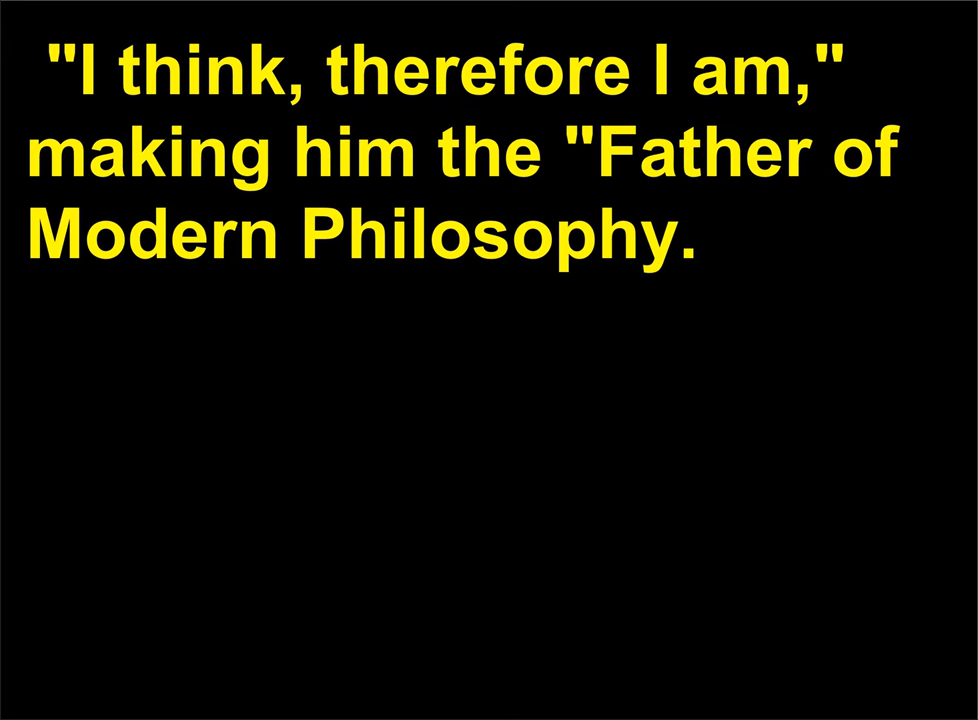 "I think, therefore I am,"
making him the "Father of
Modern Philosophy.